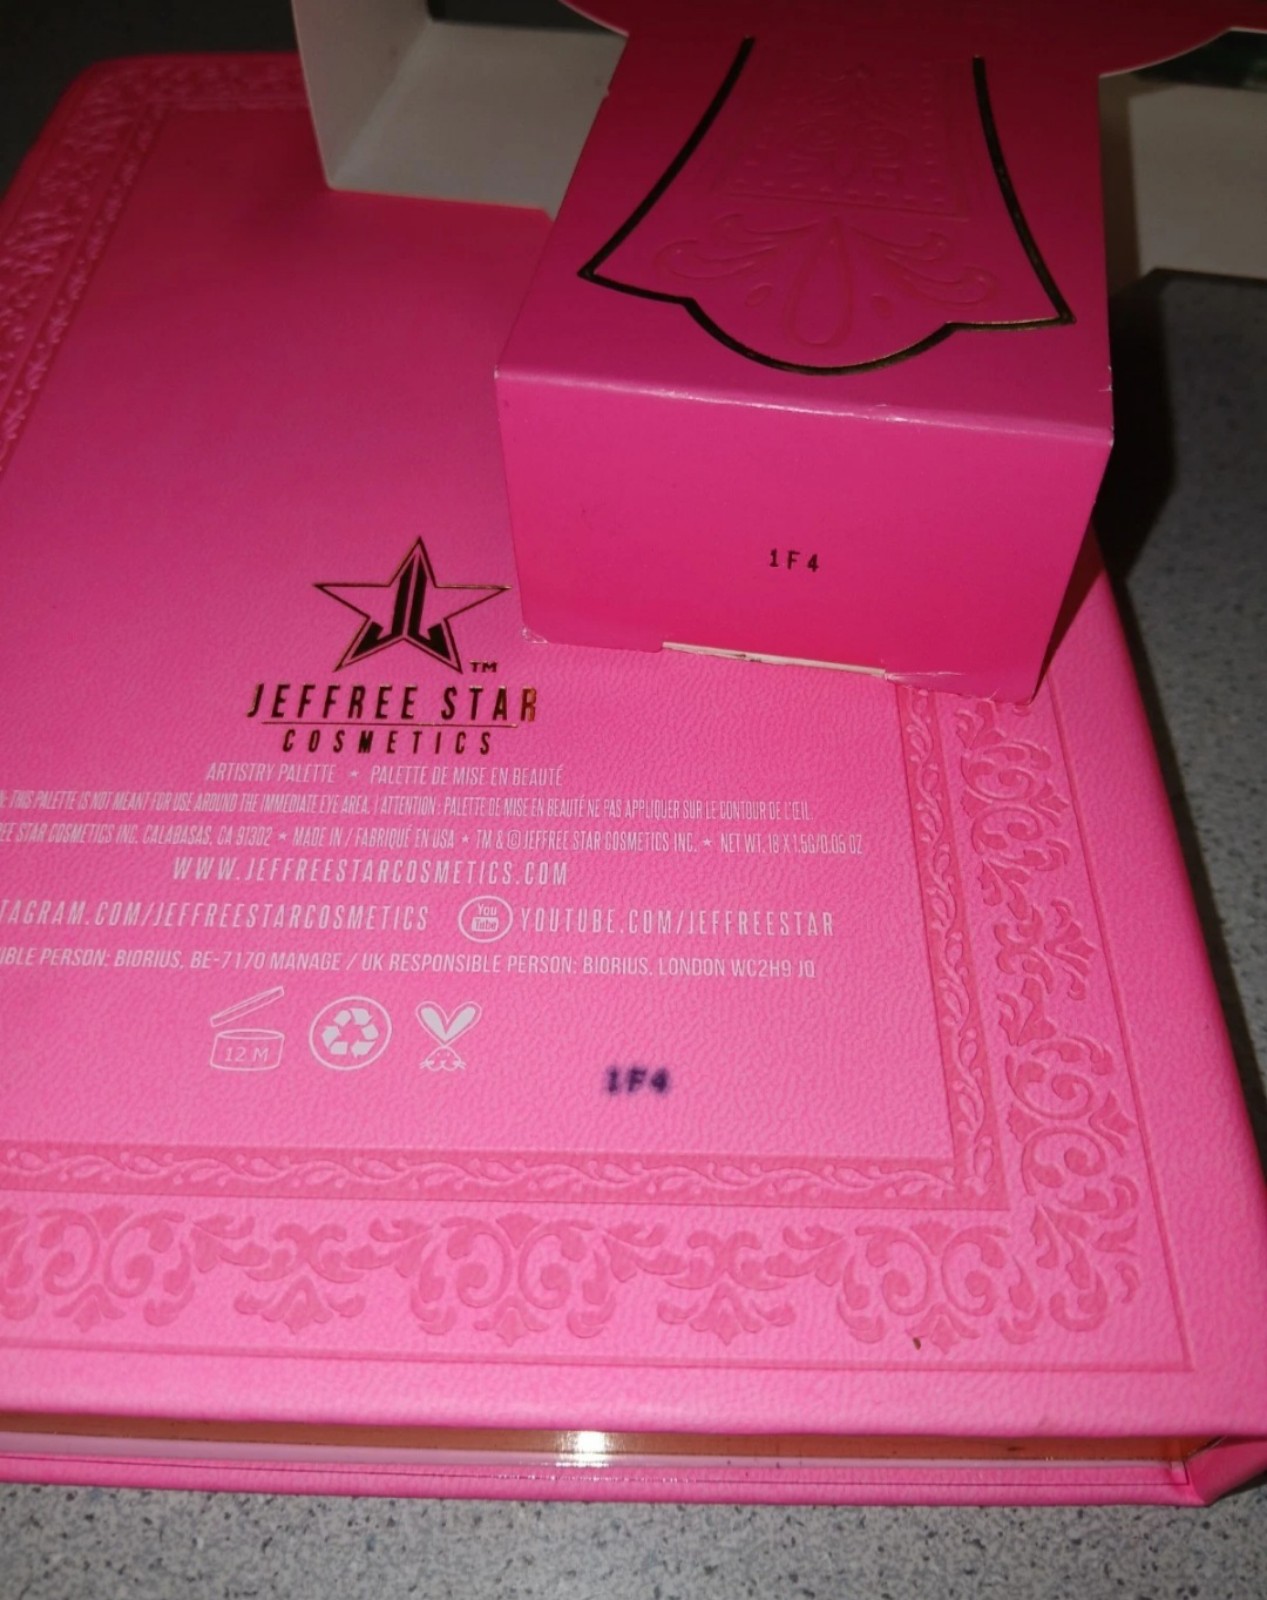 1F4
JEFFREE STAR
COSMETICS
TM
ARTISTRY PALETTE ★ PALETTE DE MISE EN BEAUTÉ
THIS PALETTE IS NOT MEANT FOR USE AROUND THE IMMEDIATE EYE AREA. | ATTENTION: PALETTE DE MISE EN BEAUTÉ NE PAS APPLIQUER SUR LE CONTOUR DE L'ŒIL.
STAR COSMETICS INC. CALABASAS, CA 91302 ★ MADE IN / FABRIQUÉ EN USA ★ TM & © JEFFREE STAR COSMETICS INC. ★ NET WT. 18 X 1.5G/0.05 OZ
WWW.JEFFREESTARCOSMETICS.COM
TAGRAM.COM/JEFFREESTARCOSMETICS You Tube YOUTUBE.COM/JEFFREESTAR
IBLE PERSON: BIORIUS, BE-7170 MANAGE / UK RESPONSIBLE PERSON: BIORIUS, LONDON WC2H9 JQ
12 M
1F4